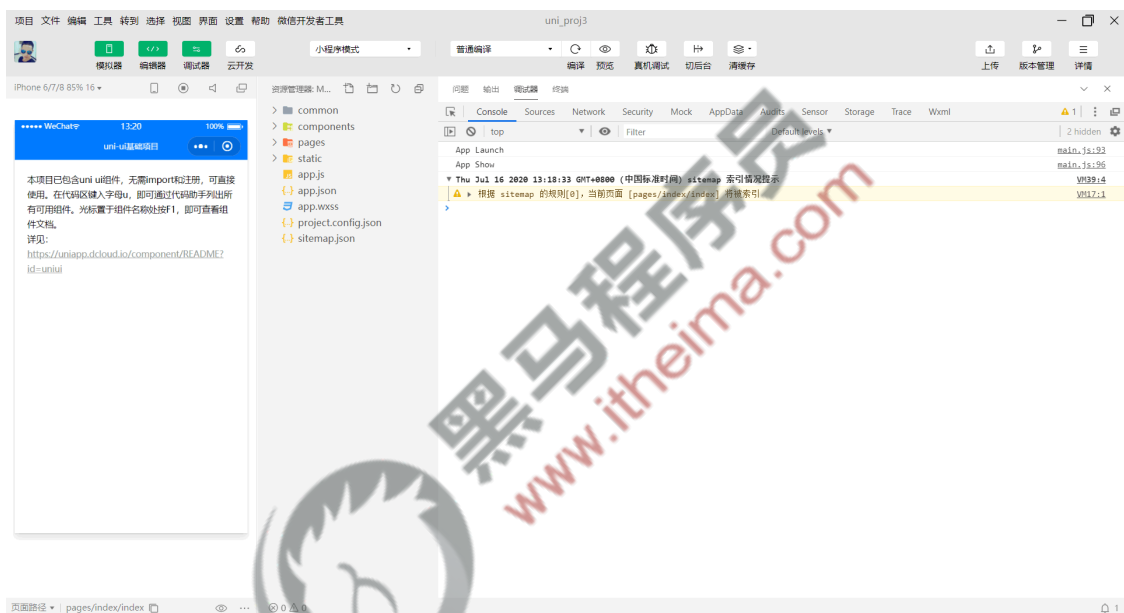 项目 文件 编辑 工具 转到 选择 视图 界面 设置 帮助 微信开发者工具 uni_proj3
小程序模式 普通编译
模拟器 编辑器 调试器 云开发 编译 预览 真机调试 切后台 清缓存 上传 版本管理 详情
iPhone 6/7/8 85% 16
资源管理器: M...
问题 输出 调试器 终端
WeChat 13:20 100%
uni-ui基础项目
本项目已包含uni ui组件，无需import和注册，可直接
使用。在代码区键入字母u，即可通过代码助手列出所
有可用组件。光标置于组件名称处按F1，即可查看组
件文档。
详见:
https://uniapp.dcloud.io/component/README?
id=uniui
common
components
pages
static
app.js
app.json
app.wxss
project.config.json
sitemap.json
Console Sources Network Security Mock AppData Audits Sensor Storage Trace Wxml 1
top Filter Default levels 2 hidden
App Launch main.js:93
App Show main.js:96
Thu Jul 16 2020 13:18:33 GMT+0800 (中国标准时间) sitemap 索引情况提示 VM39:4
根据 sitemap 的规则[0]，当前页面 [pages/index/index] 将被索引 VM17:1
黑马程序员
www.itheima.com
页面路径 pages/index/index 0 0 1